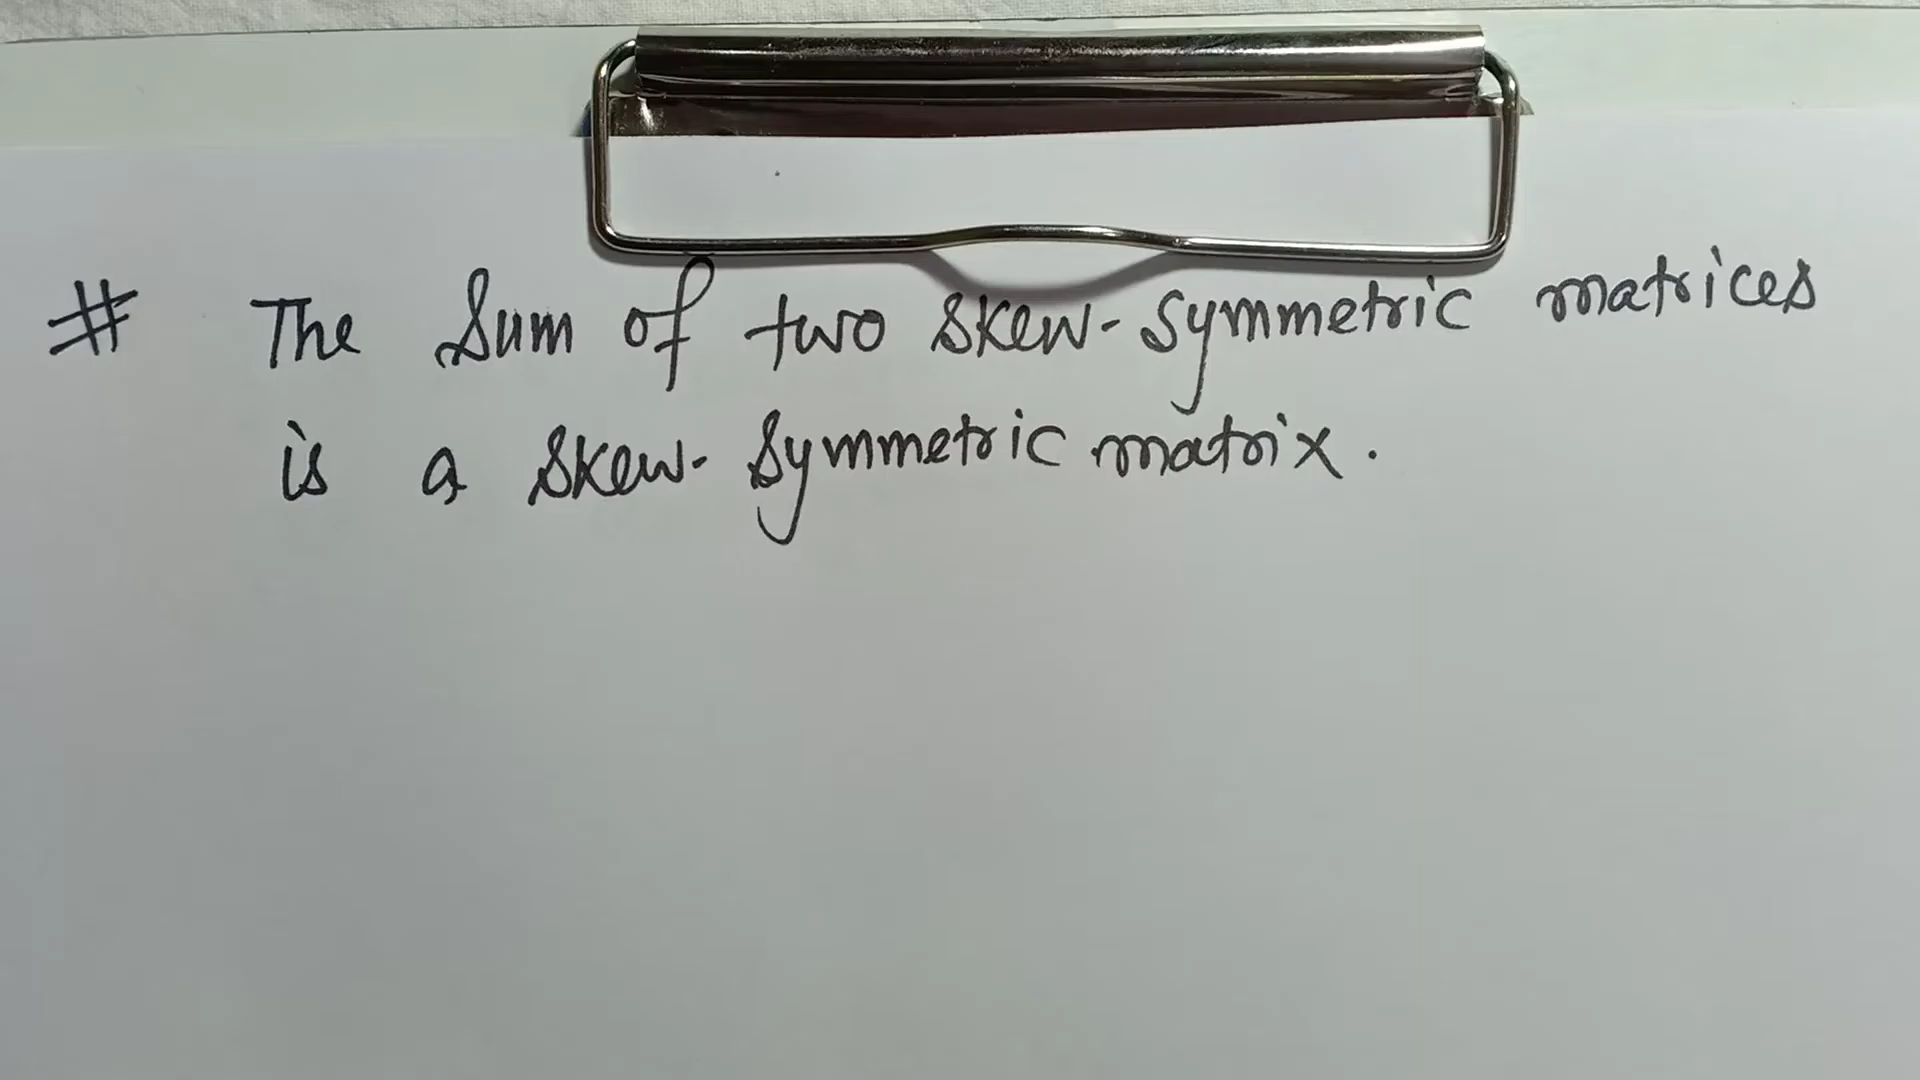 # The Sum of two skew-symmetric matrices
is a skew-symmetric matrix.